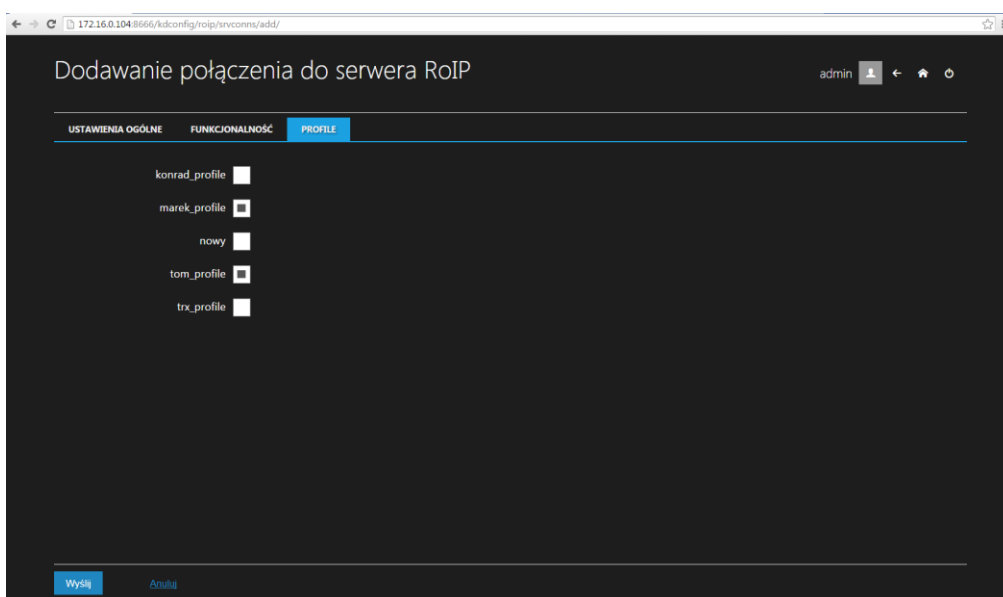 172.16.0.104:8666/kdconfig/roip/srvconns/add/
Dodawanie połączenia do serwera RoIP
admin
USTAWIENIA OGÓLNE FUNKCJONALNOŚĆ PROFILE
konrad_profile
marek_profile
nowy
tom_profile
trx_profile
Wyślij Anuluj